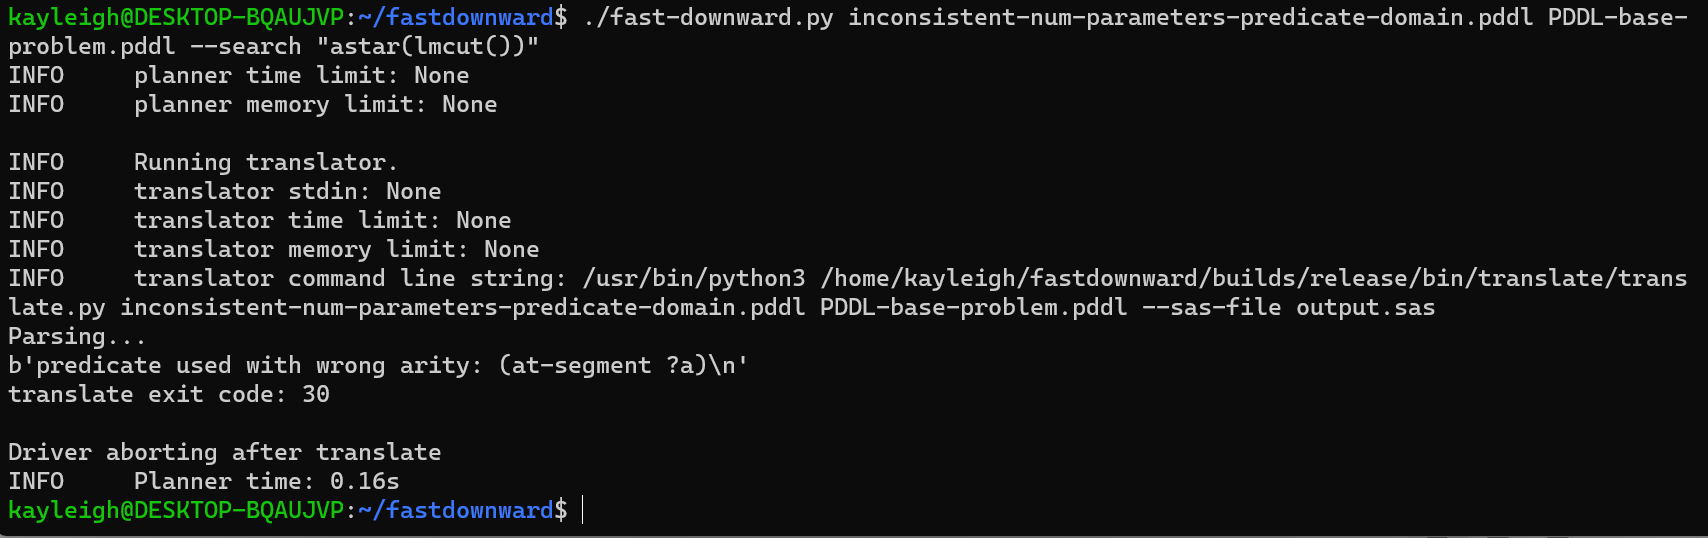 kayleigh@DESKTOP-BQAUJVP:~/fastdownward$ ./fast-downward.py inconsistent-num-parameters-predicate-domain.pddl PDDL-base-
problem.pddl --search "astar(lmcut())"
INFO     planner time limit: None
INFO     planner memory limit: None

INFO     Running translator.
INFO     translator stdin: None
INFO     translator time limit: None
INFO     translator memory limit: None
INFO     translator command line string: /usr/bin/python3 /home/kayleigh/fastdownward/builds/release/bin/translate/trans
late.py inconsistent-num-parameters-predicate-domain.pddl PDDL-base-problem.pddl --sas-file output.sas
Parsing...
b'predicate used with wrong arity: (at-segment ?a)\n'
translate exit code: 30

Driver aborting after translate
INFO     Planner time: 0.16s
kayleigh@DESKTOP-BQAUJVP:~/fastdownward$